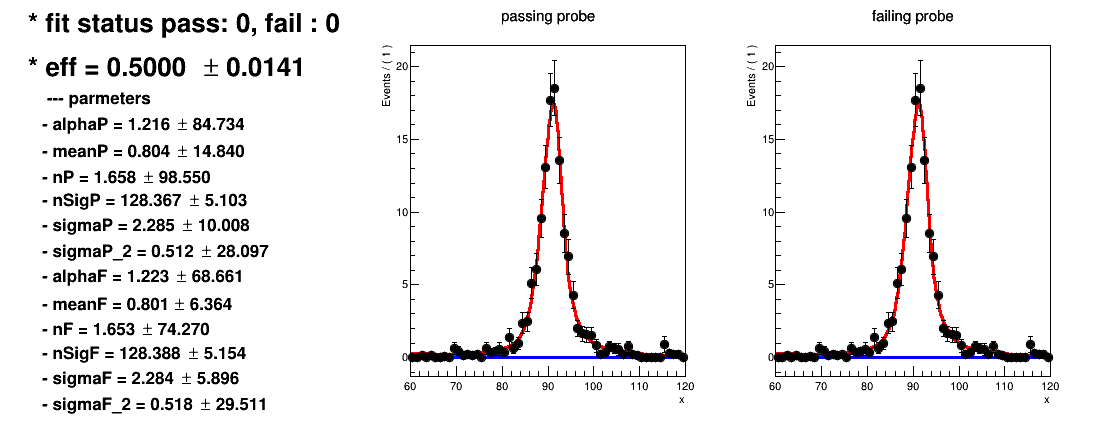 * fit status pass: 0, fail : 0
* eff = 0.5000 ± 0.0141
--- parmeters
- alphaP = 1.216 ± 84.734
- meanP = 0.804 ± 14.840
- nP = 1.658 ± 98.550
- nSigP = 128.367 ± 5.103
- sigmaP = 2.285 ± 10.008
- sigmaP_2 = 0.512 ± 28.097
- alphaF = 1.223 ± 68.661
- meanF = 0.801 ± 6.364
- nF = 1.653 ± 74.270
- nSigF = 128.388 ± 5.154
- sigmaF = 2.284 ± 5.896
- sigmaF_2 = 0.518 ± 29.511
passing probe
Events / ( 1 )
20
15
10
5
0
60 70 80 90 100 110 120
x
failing probe
Events / ( 1 )
20
15
10
5
0
60 70 80 90 100 110 120
x